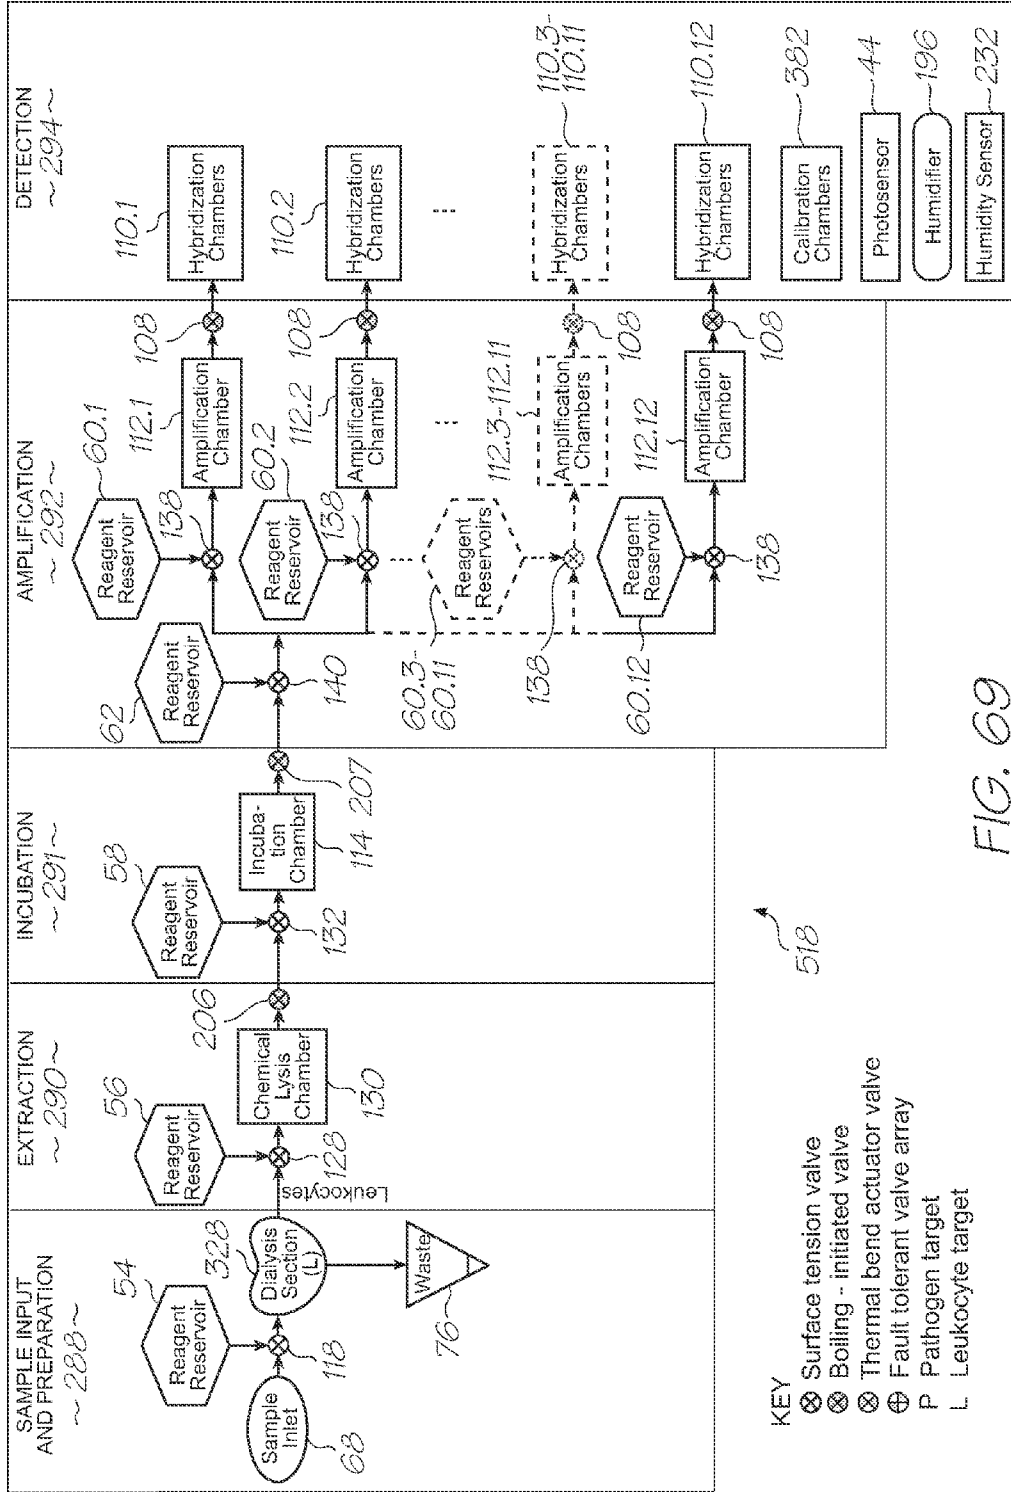 SAMPLE INPUT
AND PREPARATION
~288~
54
Reagent
Reservoir
Sample
Inlet
68
118
328
Dialysis
Section
(L)
Waste
76
EXTRACTION
~290~
56
Reagent
Reservoir
Leukocytes
128
Chemical
Lysis
Chamber
130
206
INCUBATION
~291~
58
Reagent
Reservoir
132
Incuba-
tion
Chamber
114
207
AMPLIFICATION
~292~
62
Reagent
Reservoir
140
60.1
Reagent
Reservoir
138
112.1
Amplification
Chamber
108
60.2
Reagent
Reservoir
138
112.2
Amplification
Chamber
108
60.3-
60.11
Reagent
Reservoirs
138
112.3-112.11
Amplification
Chambers
108
60.12
Reagent
Reservoir
138
112.12
Amplification
Chamber
108
DETECTION
~294~
110.1
Hybridization
Chambers
110.2
Hybridization
Chambers
110.3-
110.11
Hybridization
Chambers
110.12
Hybridization
Chambers
Calibration
Chambers
382
Photosensor
44
Humidifier
196
Humidity Sensor
232
KEY
Surface tension valve
Boiling - initiated valve
Thermal bend actuator valve
Fault tolerant valve array
P Pathogen target
L Leukocyte target
518
FIG. 69